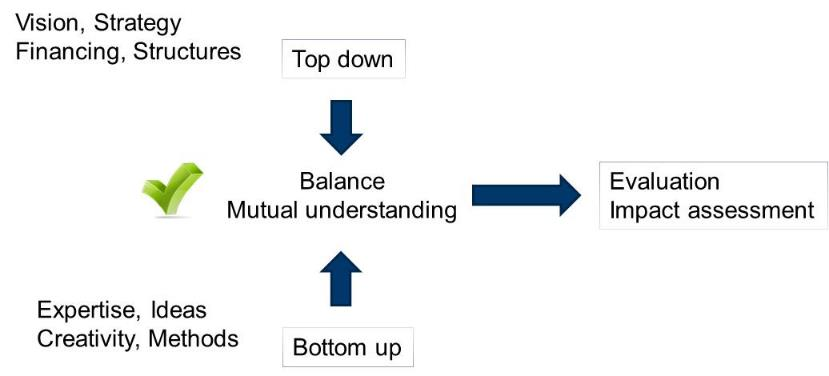 Vision, Strategy
Financing, Structures
Top down
Balance
Mutual understanding
Evaluation
Impact assessment
Expertise, Ideas
Creativity, Methods
Bottom up